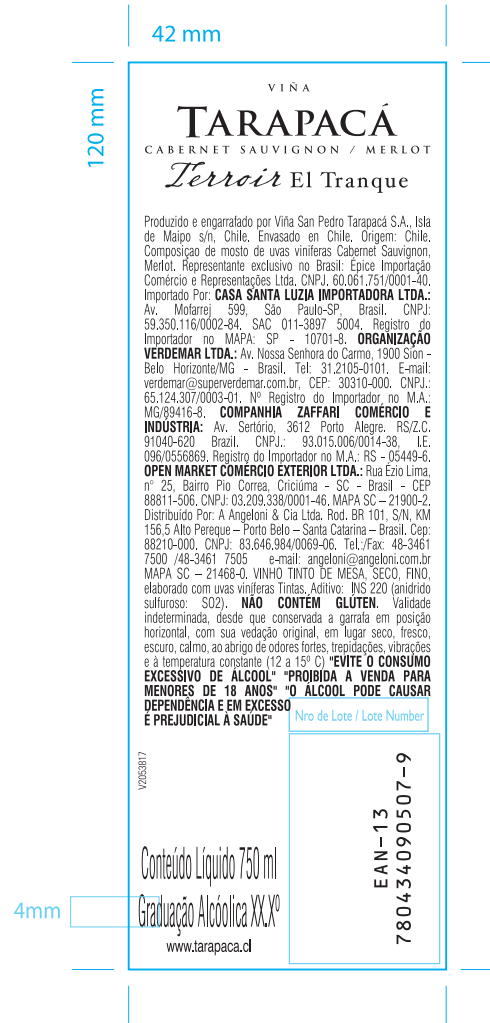 42 mm
120 mm
VIÑA
TARAPACÁ
CABERNET SAUVIGNON / MERLOT
Terroir El Tranque
Produzido e engarrafado por Viña San Pedro Tarapacá S.A., Isla
de Maipo s/n, Chile. Envasado en Chile. Origem: Chile.
Composiçao de mosto de uvas viníferas Cabernet Sauvignon,
Merlot. Representante exclusivo no Brasil: Épice Importação
Comércio e Representações Ltda. CNPJ. 60.061.751/0001-40.
Importado Por: CASA SANTA LUZIA IMPORTADORA LTDA.:
Av. Mofarrej 599, São Paulo-SP, Brasil. CNPJ:
59.350.116/0002-84. SAC 011-3897 5004. Registro do
Importador no MAPA: SP - 10701-8. ORGANIZAÇÃO
VERDEMAR LTDA.: Av. Nossa Senhora do Carmo, 1900 Sion -
Belo Horizonte/MG - Brasil. Tel: 31.2105-0101. E-mail:
verdemar@superverdemar.com.br, CEP: 30310-000. CNPJ.:
65.124.307/0003-01. Nº Registro do Importador no M.A.:
MG/89416-8. COMPANHIA ZAFFARI COMÉRCIO E
INDÚSTRIA: Av. Sertório, 3612 Porto Alegre. RS/Z.C.
91040-620 Brazil. CNPJ.: 93.015.006/0014-38, I.E.
096/0556869. Registro do Importador no M.A.: RS - 05449-6.
OPEN MARKET COMÉRCIO EXTERIOR LTDA.: Rua Ézio Lima,
n° 25, Bairro Pio Correa, Criciúma - SC - Brasil - CEP
88811-506. CNPJ: 03.209.338/0001-46. MAPA SC – 21900-2.
Distribuído Por: A Angeloni & Cia Ltda. Rod. BR 101, S/N, KM
156,5 Alto Pereque – Porto Belo – Santa Catarina – Brasil. Cep:
88210-000. CNPJ: 83.646.984/0069-06. Tel.:/Fax: 48-3461
7500 /48-3461 7505 e-mail: angeloni@angeloni.com.br
MAPA SC – 21468-0. VINHO TINTO DE MESA, SECO, FINO,
elaborado com uvas viníferas Tintas. Aditivo: INS 220 (anidrido
sulfuroso: SO2). NÃO CONTÉM GLÚTEN. Validade
indeterminada, desde que conservada a garrafa em posição
horizontal, com sua vedação original, em lugar seco, fresco,
escuro, calmo, ao abrigo de odores fortes, trepidações, vibrações
e à temperatura constante (12 a 15º C) "EVITE O CONSUMO
EXCESSIVO DE ÁLCOOL" "PROIBIDA A VENDA PARA
MENORES DE 18 ANOS" "O ÁLCOOL PODE CAUSAR
DEPENDÊNCIA E EM EXCESSO
É PREJUDICIAL À SAÚDE"
Nro de Lote / Lote Number
V2053817
EAN-13
780434090507-9
Conteúdo Líquido 750 ml
4mm
Graduação Alcóolica XX.Xº
www.tarapaca.cl